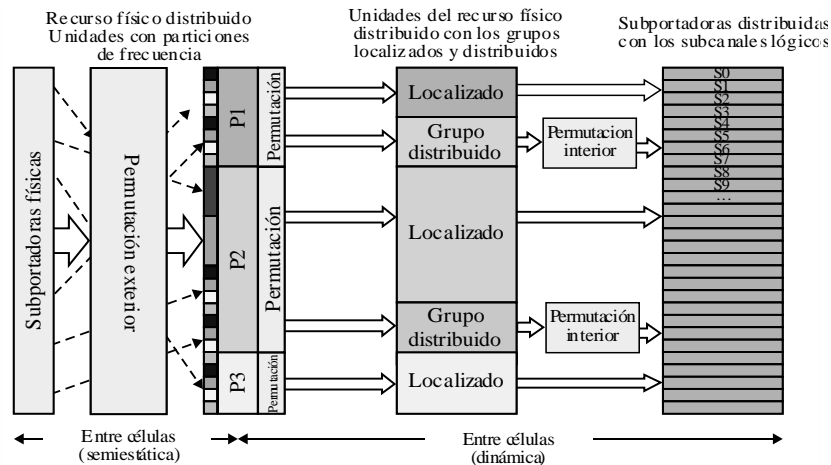 Recurso físico distribuido
Unidades con particiones
de frecuencia
Unidades del recurso físico
distribuido con los grupos
localizados y distribuidos
Subportadoras distribuidas
con los subcanales lógicos
Subportadoras físicas
Permutación exterior
P1
Permutación
P2
Permutación
P3
Permutación
Localizado
Grupo
distribuido
Localizado
Grupo
distribuido
Localizado
Permutacion
interior
Permutación
interior
S0
S1
S2
S3
S4
S5
S6
S7
S8
S9
...
Entre células
(semiestática)
Entre células
(dinámica)